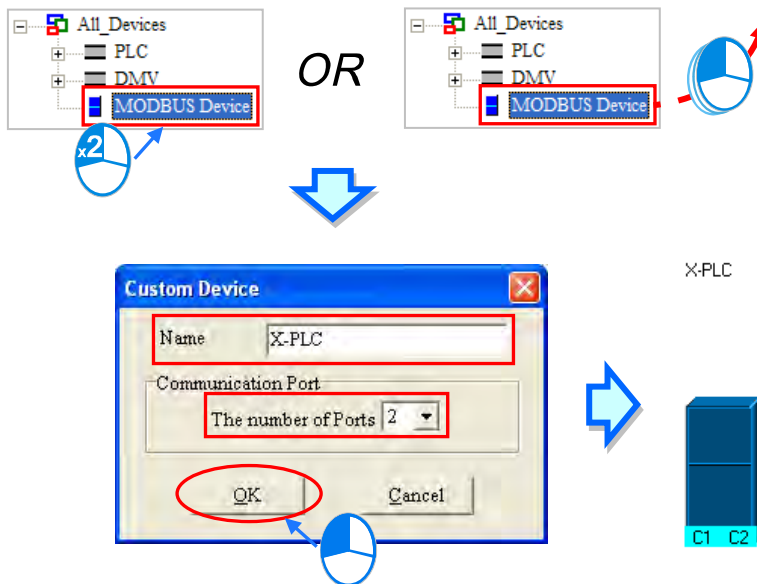 All_Devices
PLC
DMV
MODBUS Device
x2
OR
All_Devices
PLC
DMV
MODBUS Device
Custom Device
Name X-PLC
Communication Port
The number of Ports 2
OK Cancel
X-PLC
C1 C2